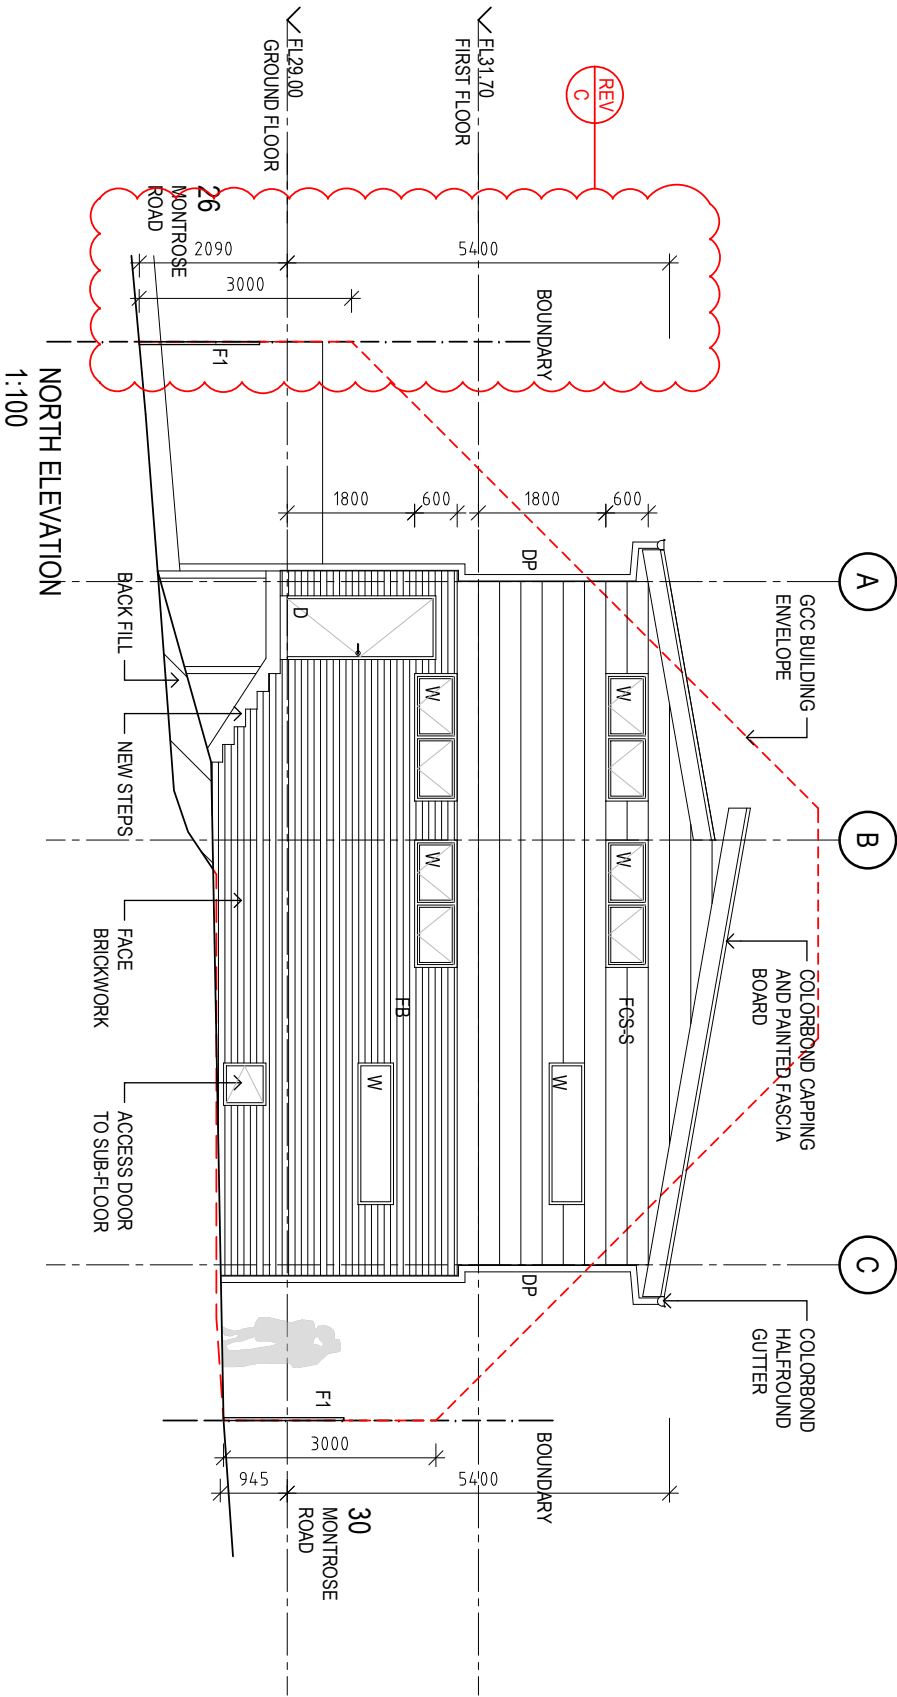 A
B
C
REV
C
GCC BUILDING
ENVELOPE
COLORBOND CAPPING
AND PAINTED FASCIA
BOARD
COLORBOND
HALFROUND
GUTTER
FL31.70
FIRST FLOOR
FL29.00
GROUND FLOOR
BOUNDARY
5400
2090
3000
600
1800
600
1800
DP
DP
W
W
W
FCS-S
W
W
W
FB
D
F1
F1
BOUNDARY
5400
3000
945
26
MONTROSE
ROAD
30
MONTROSE
ROAD
BACK FILL
NEW STEPS
FACE
BRICKWORK
ACCESS DOOR
TO SUB-FLOOR
NORTH ELEVATION
1:100